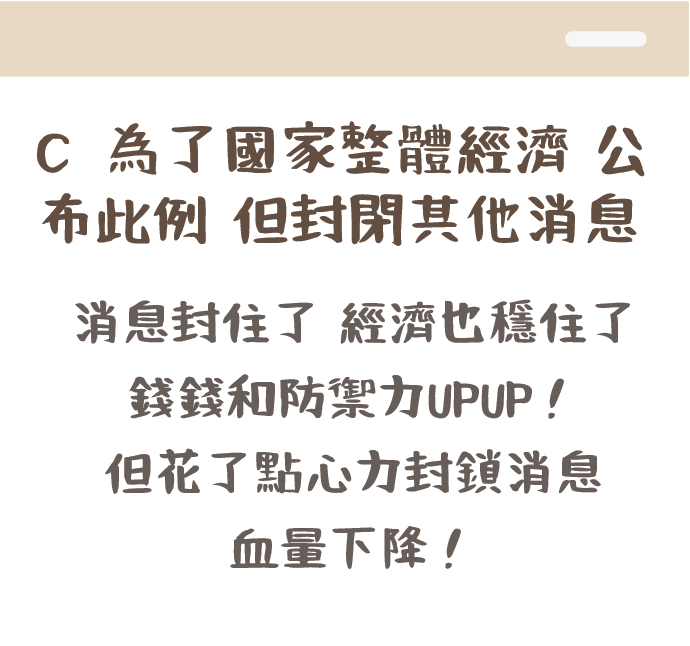 C 為了國家整體經濟 公
布此例 但封閉其他消息
消息封住了 經濟也穩住了
錢錢和防禦力UPUP！
但花了點心力封鎖消息
血量下降！